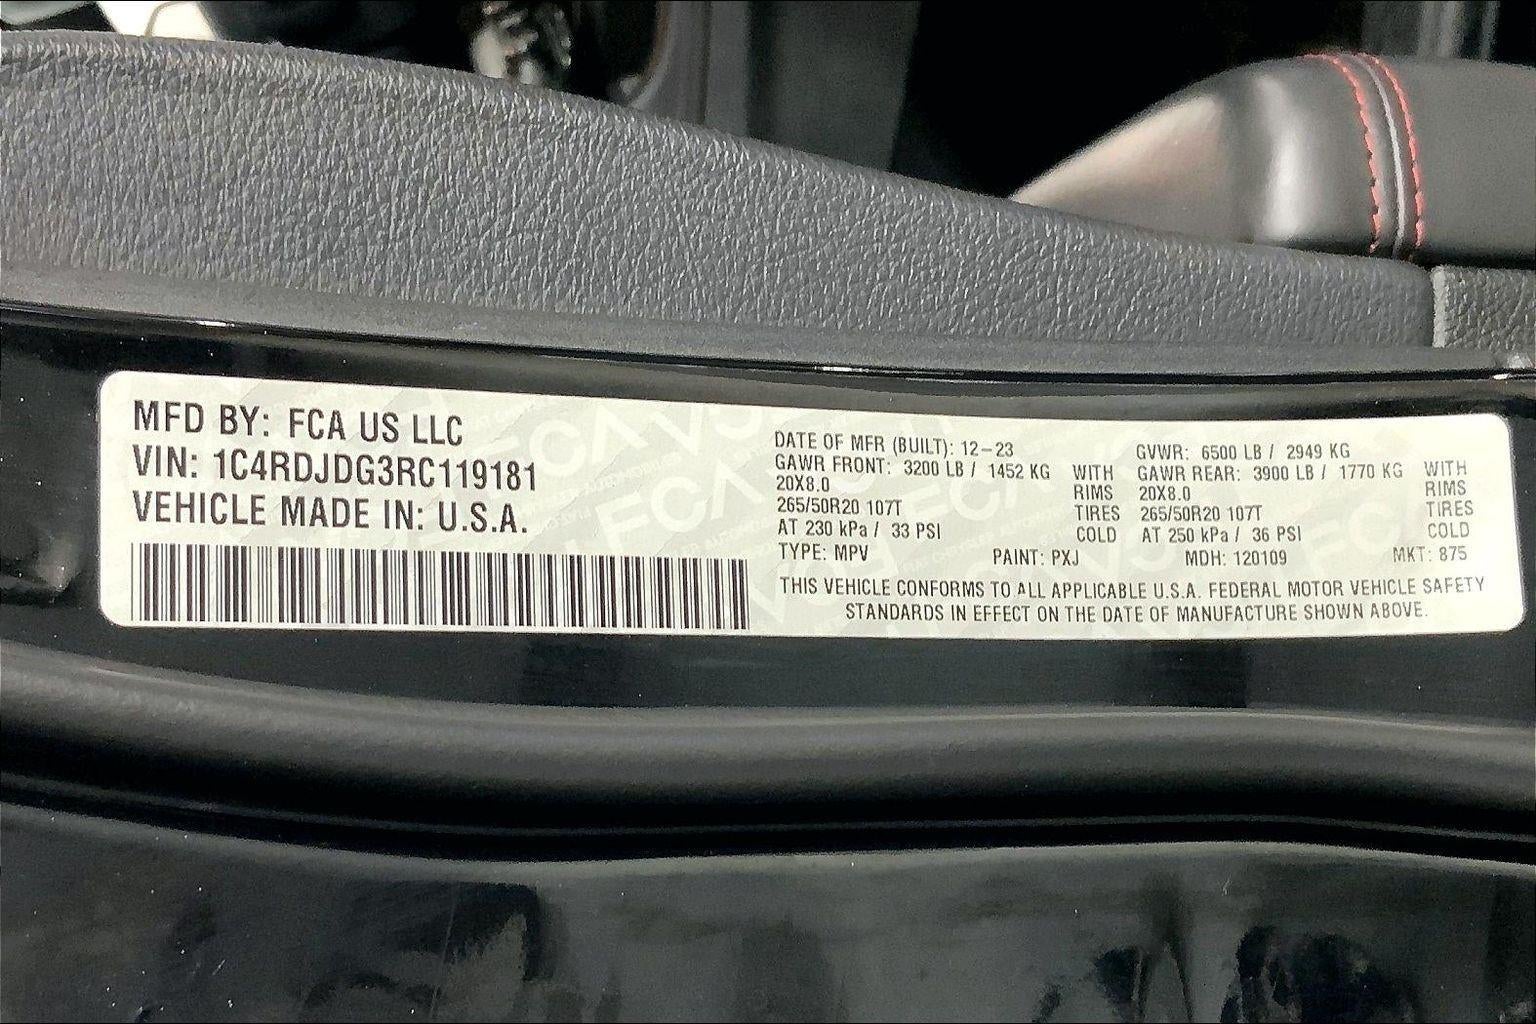 MFD BY: FCA US LLC
VIN: 1C4RDJDG3RC119181
VEHICLE MADE IN: U.S.A.
DATE OF MFR (BUILT): 12-23 GVWR: 6500 LB / 2949 KG
GAWR FRONT: 3200 LB / 1452 KG WITH GAWR REAR: 3900 LB / 1770 KG WITH
20X8.0 RIMS 20X8.0 RIMS
265/50R20 107T TIRES 265/50R20 107T TIRES
AT 230 kPa / 33 PSI COLD AT 250 kPa / 36 PSI COLD
TYPE: MPV PAINT: PXJ MDH: 120109 MKT: 875
THIS VEHICLE CONFORMS TO ALL APPLICABLE U.S.A. FEDERAL MOTOR VEHICLE SAFETY
STANDARDS IN EFFECT ON THE DATE OF MANUFACTURE SHOWN ABOVE.